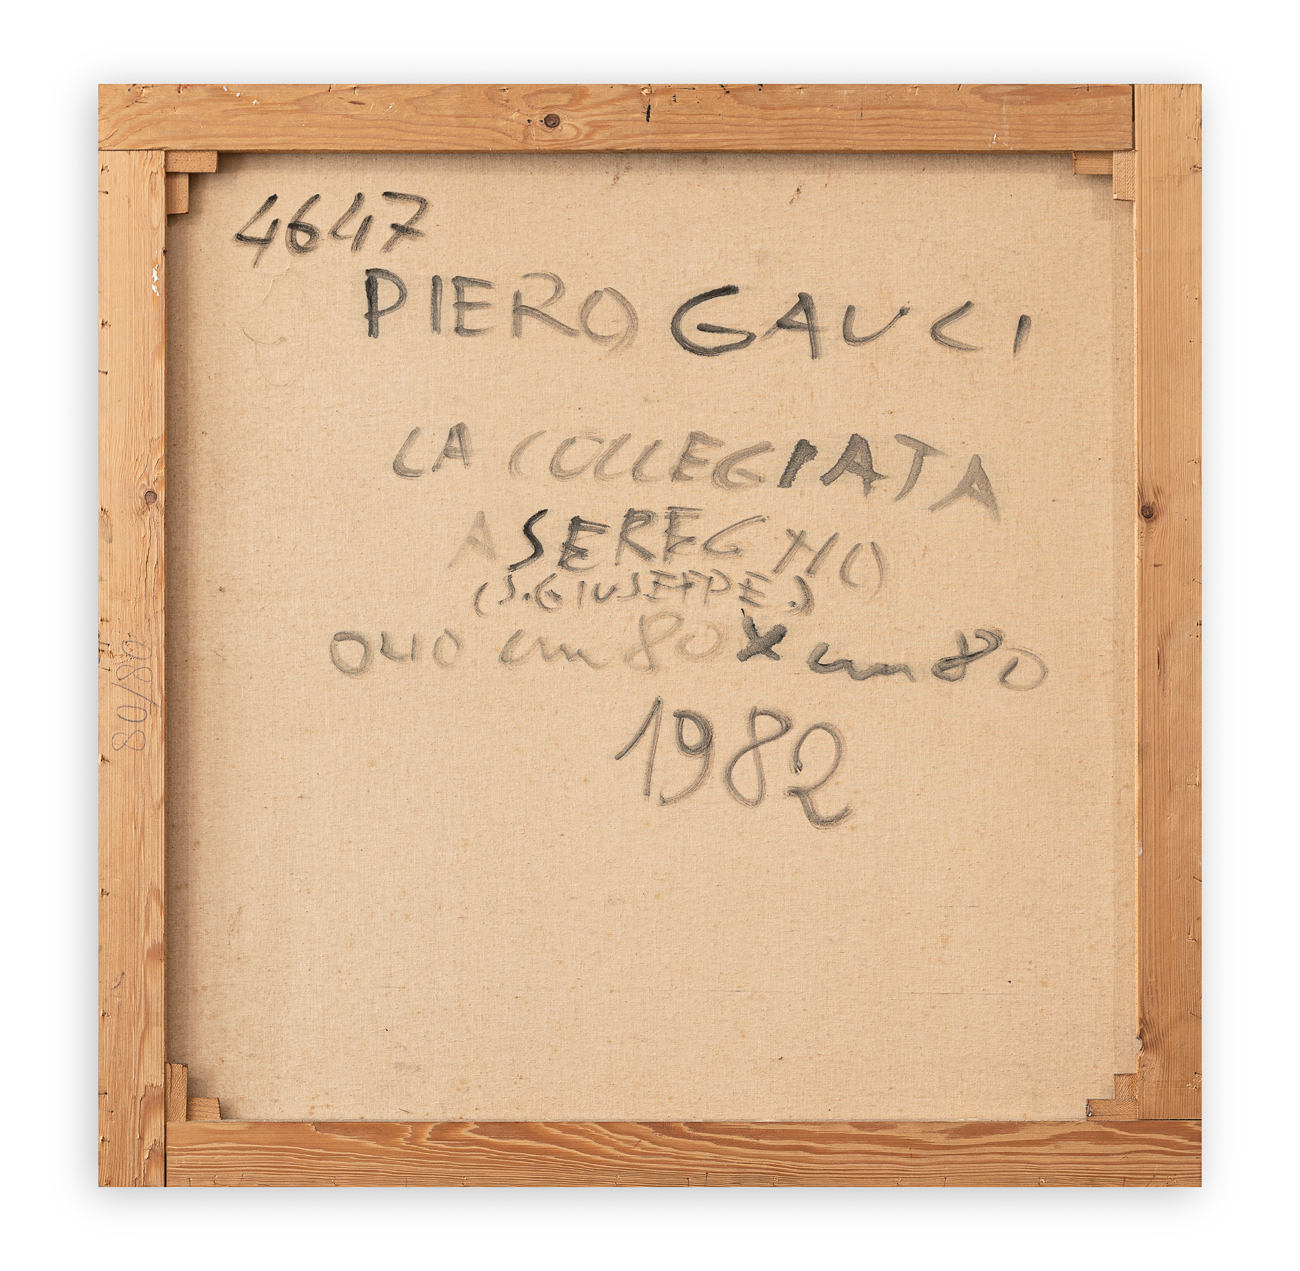 4647
PIERO GAUCI
LA COLLEGIATA
A SEREGNO
(S. GIUSEPPE)
OLIO cm 80 X cm 80
1982
80/80